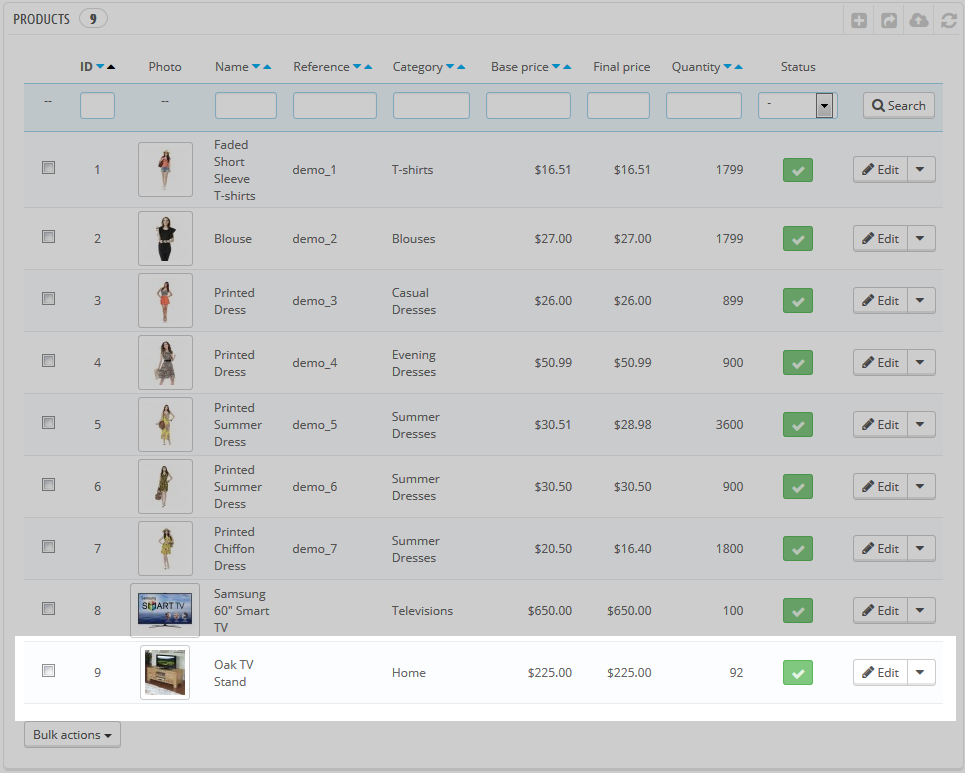 PRODUCTS 9
ID Photo Name Reference Category Base price Final price Quantity Status
-- -- - Search
Faded
Short
1 demo_1 T-shirts $16.51 $16.51 1799 Edit
Sleeve
T-shirts
2 Blouse demo_2 Blouses $27.00 $27.00 1799 Edit
Printed Casual
3 demo_3 $26.00 $26.00 899 Edit
Dress Dresses
Printed Evening
4 demo_4 $50.99 $50.99 900 Edit
Dress Dresses
Printed Summer
5 Summer demo_5 $30.51 $28.98 3600 Edit
Dress Dresses
Printed Summer
6 Summer demo_6 $30.50 $30.50 900 Edit
Dress Dresses
Printed Summer
7 Chiffon demo_7 $20.50 $16.40 1800 Edit
Dress Dresses
Samsung
8 SMART TV 60" Smart Televisions $650.00 $650.00 100 Edit
TV
Oak TV
9 Home $225.00 $225.00 92 Edit
Stand
Bulk actions